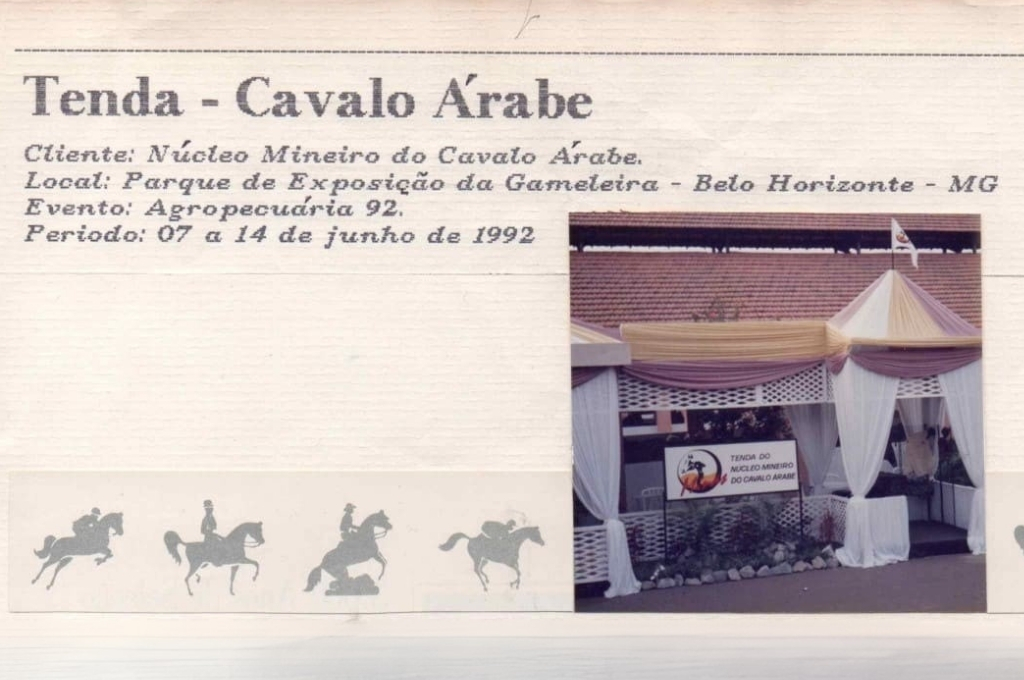 Tenda - Cavalo Árabe
Cliente: Núcleo Mineiro do Cavalo Árabe.
Local: Parque de Exposição da Gameleira - Belo Horizonte - MG
Evento: Agropecuária 92.
Periodo: 07 a 14 de junho de 1992
TENDA DO
NÚCLEO MINEIRO
DO CAVALO ÁRABE